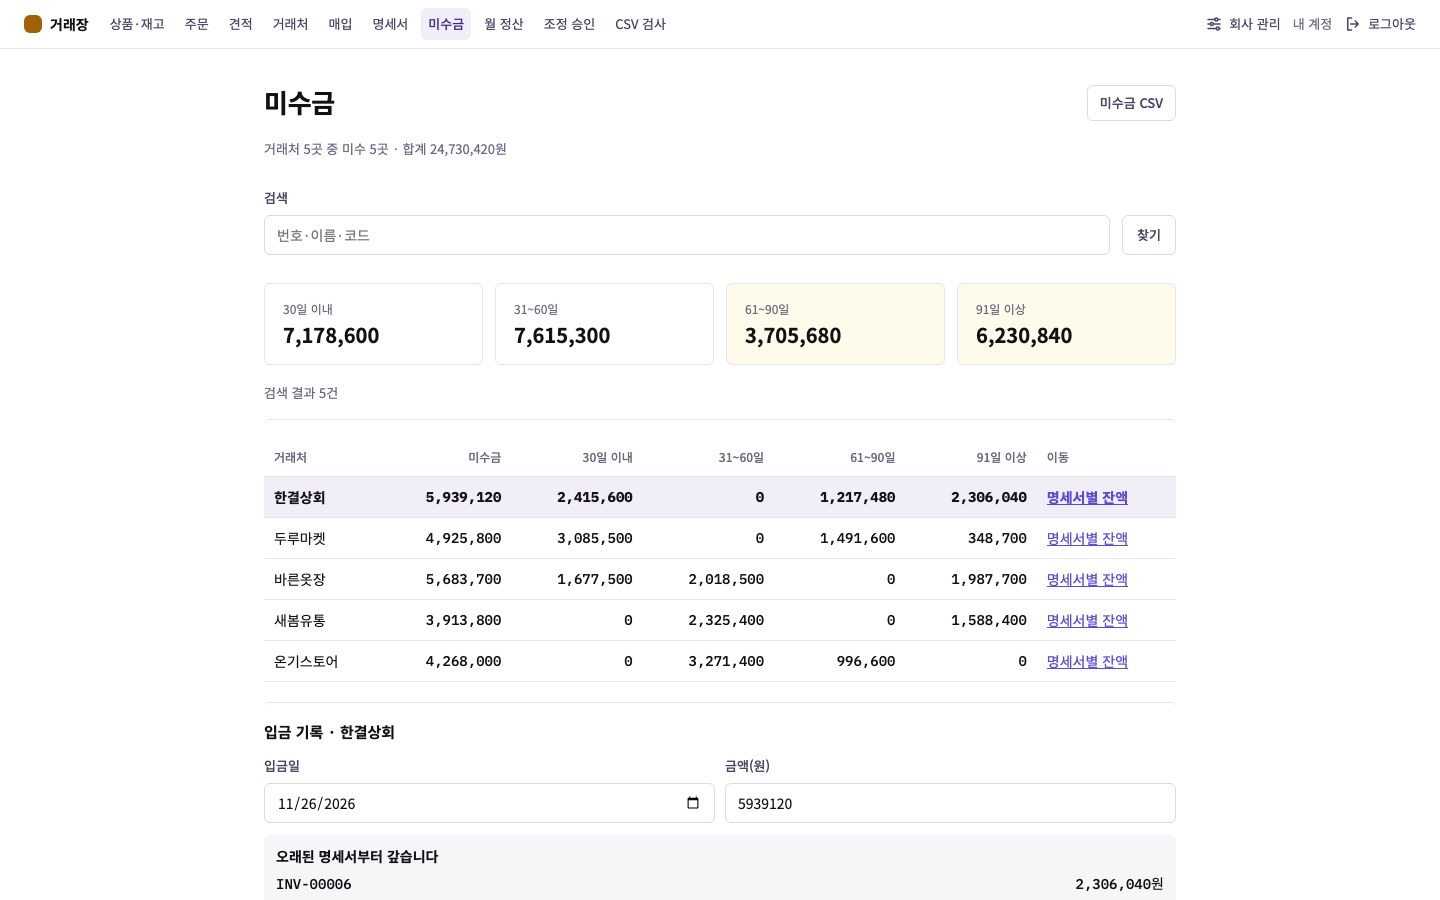 거래장 상품·재고 주문 견적 거래처 매입 명세서 미수금 월 정산 조정 승인 CSV 검사 회사 관리 내 계정 로그아웃
미수금 미수금 CSV
거래처 5곳 중 미수 5곳 · 합계 24,730,420원
검색
번호·이름·코드 찾기
30일 이내 31~60일 61~90일 91일 이상
7,178,600 7,615,300 3,705,680 6,230,840
검색 결과 5건
거래처 미수금 30일 이내 31~60일 61~90일 91일 이상 이동
한결상회 5,939,120 2,415,600 0 1,217,480 2,306,040 명세서별 잔액
두루마켓 4,925,800 3,085,500 0 1,491,600 348,700 명세서별 잔액
바른옷장 5,683,700 1,677,500 2,018,500 0 1,987,700 명세서별 잔액
새봄유통 3,913,800 0 2,325,400 0 1,588,400 명세서별 잔액
온기스토어 4,268,000 0 3,271,400 996,600 0 명세서별 잔액
입금 기록 · 한결상회
입금일 금액(원)
11/26/2026 5939120
오래된 명세서부터 갚습니다
INV-00006 2,306,040원